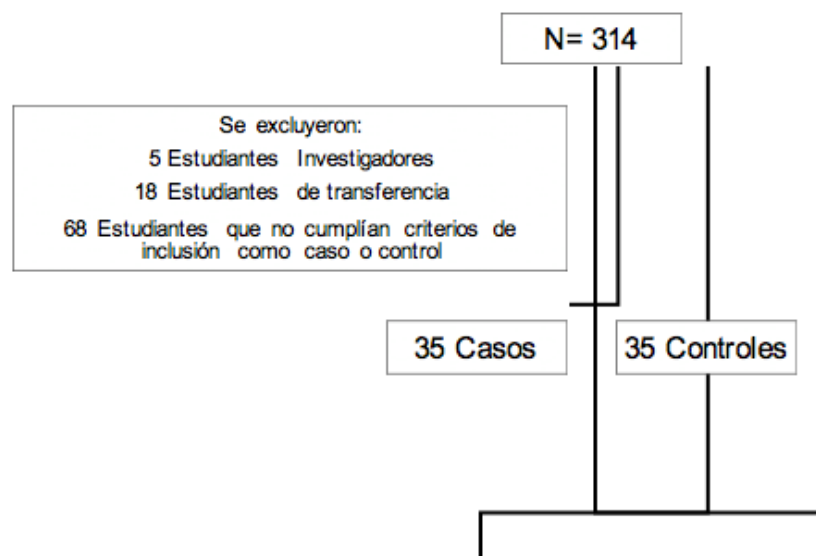 N= 314
Se excluyeron:
5 Estudiantes Investigadores
18 Estudiantes de transferencia
68 Estudiantes que no cumplían criterios de
inclusión como caso o control
35 Casos
35 Controles